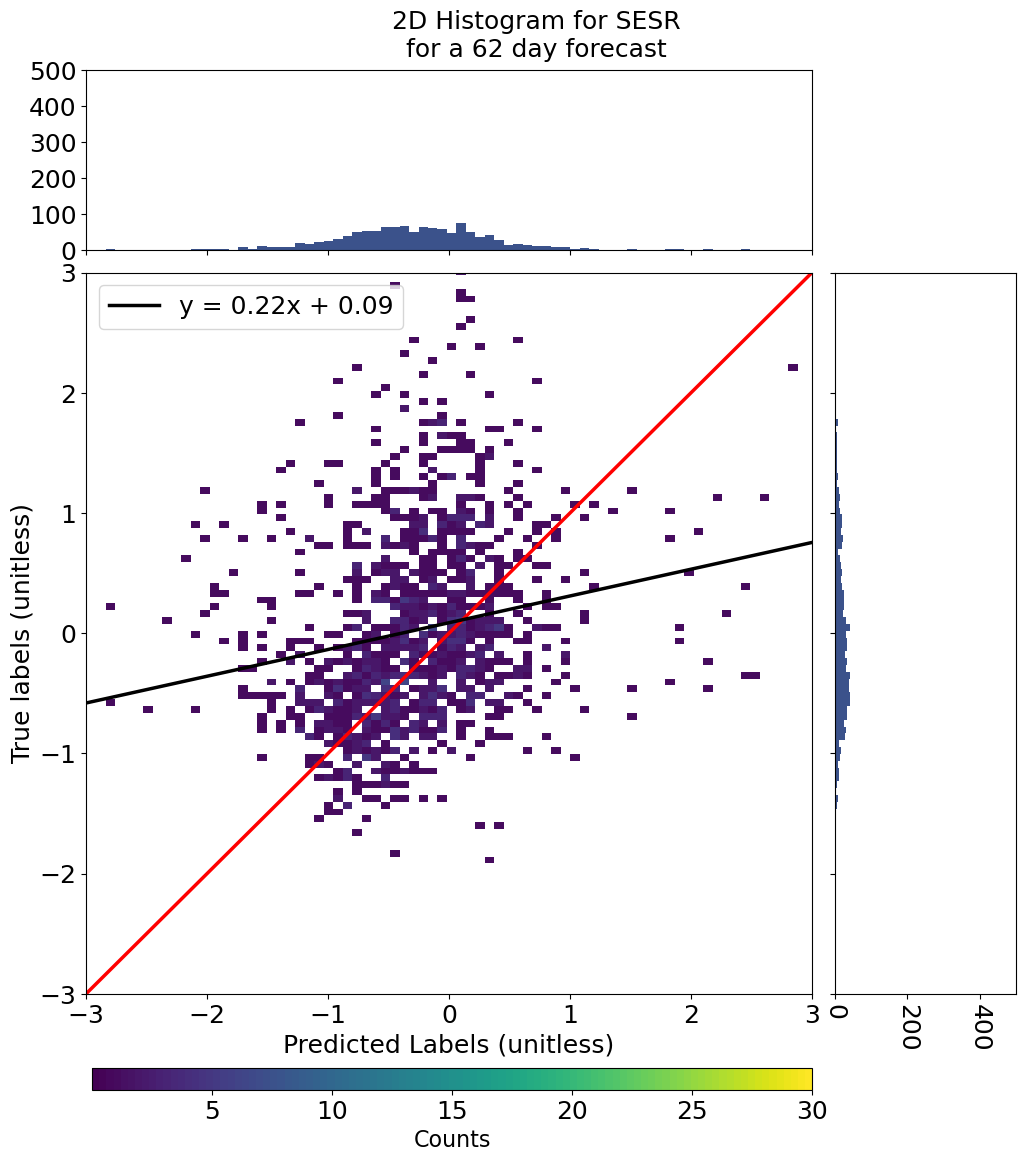 2D Histogram for SESR
for a 62 day forecast
500
400
300
200
100
0
3
2
1
0
−1
−2
−3
True labels (unitless)
y = 0.22x + 0.09
−3 −2 −1 0 1 2 3
Predicted Labels (unitless)
0 200 400
5 10 15 20 25 30
Counts